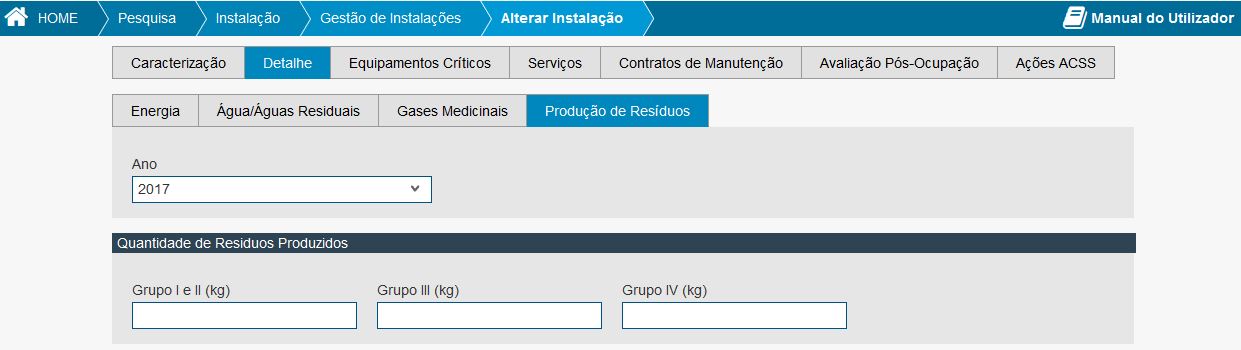 HOME Pesquisa Instalação Gestão de Instalações Alterar Instalação Manual do Utilizador
Caracterização Detalhe Equipamentos Críticos Serviços Contratos de Manutenção Avaliação Pós-Ocupação Ações ACSS
Energia Água/Águas Residuais Gases Medicinais Produção de Resíduos
Ano
2017
Quantidade de Resíduos Produzidos
Grupo I e II (kg) Grupo III (kg) Grupo IV (kg)